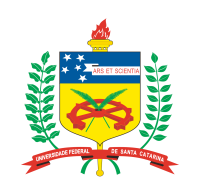 ARS ET SCIENTIA
UNIVERSIDADE FEDERAL DE SANTA CATARINA